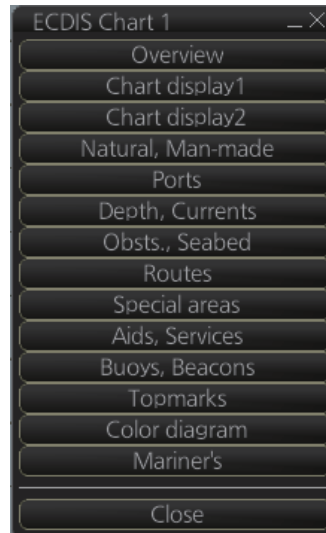 ECDIS Chart 1
Overview
Chart display1
Chart display2
Natural, Man-made
Ports
Depth, Currents
Obsts., Seabed
Routes
Special areas
Aids, Services
Buoys, Beacons
Topmarks
Color diagram
Mariner's
Close